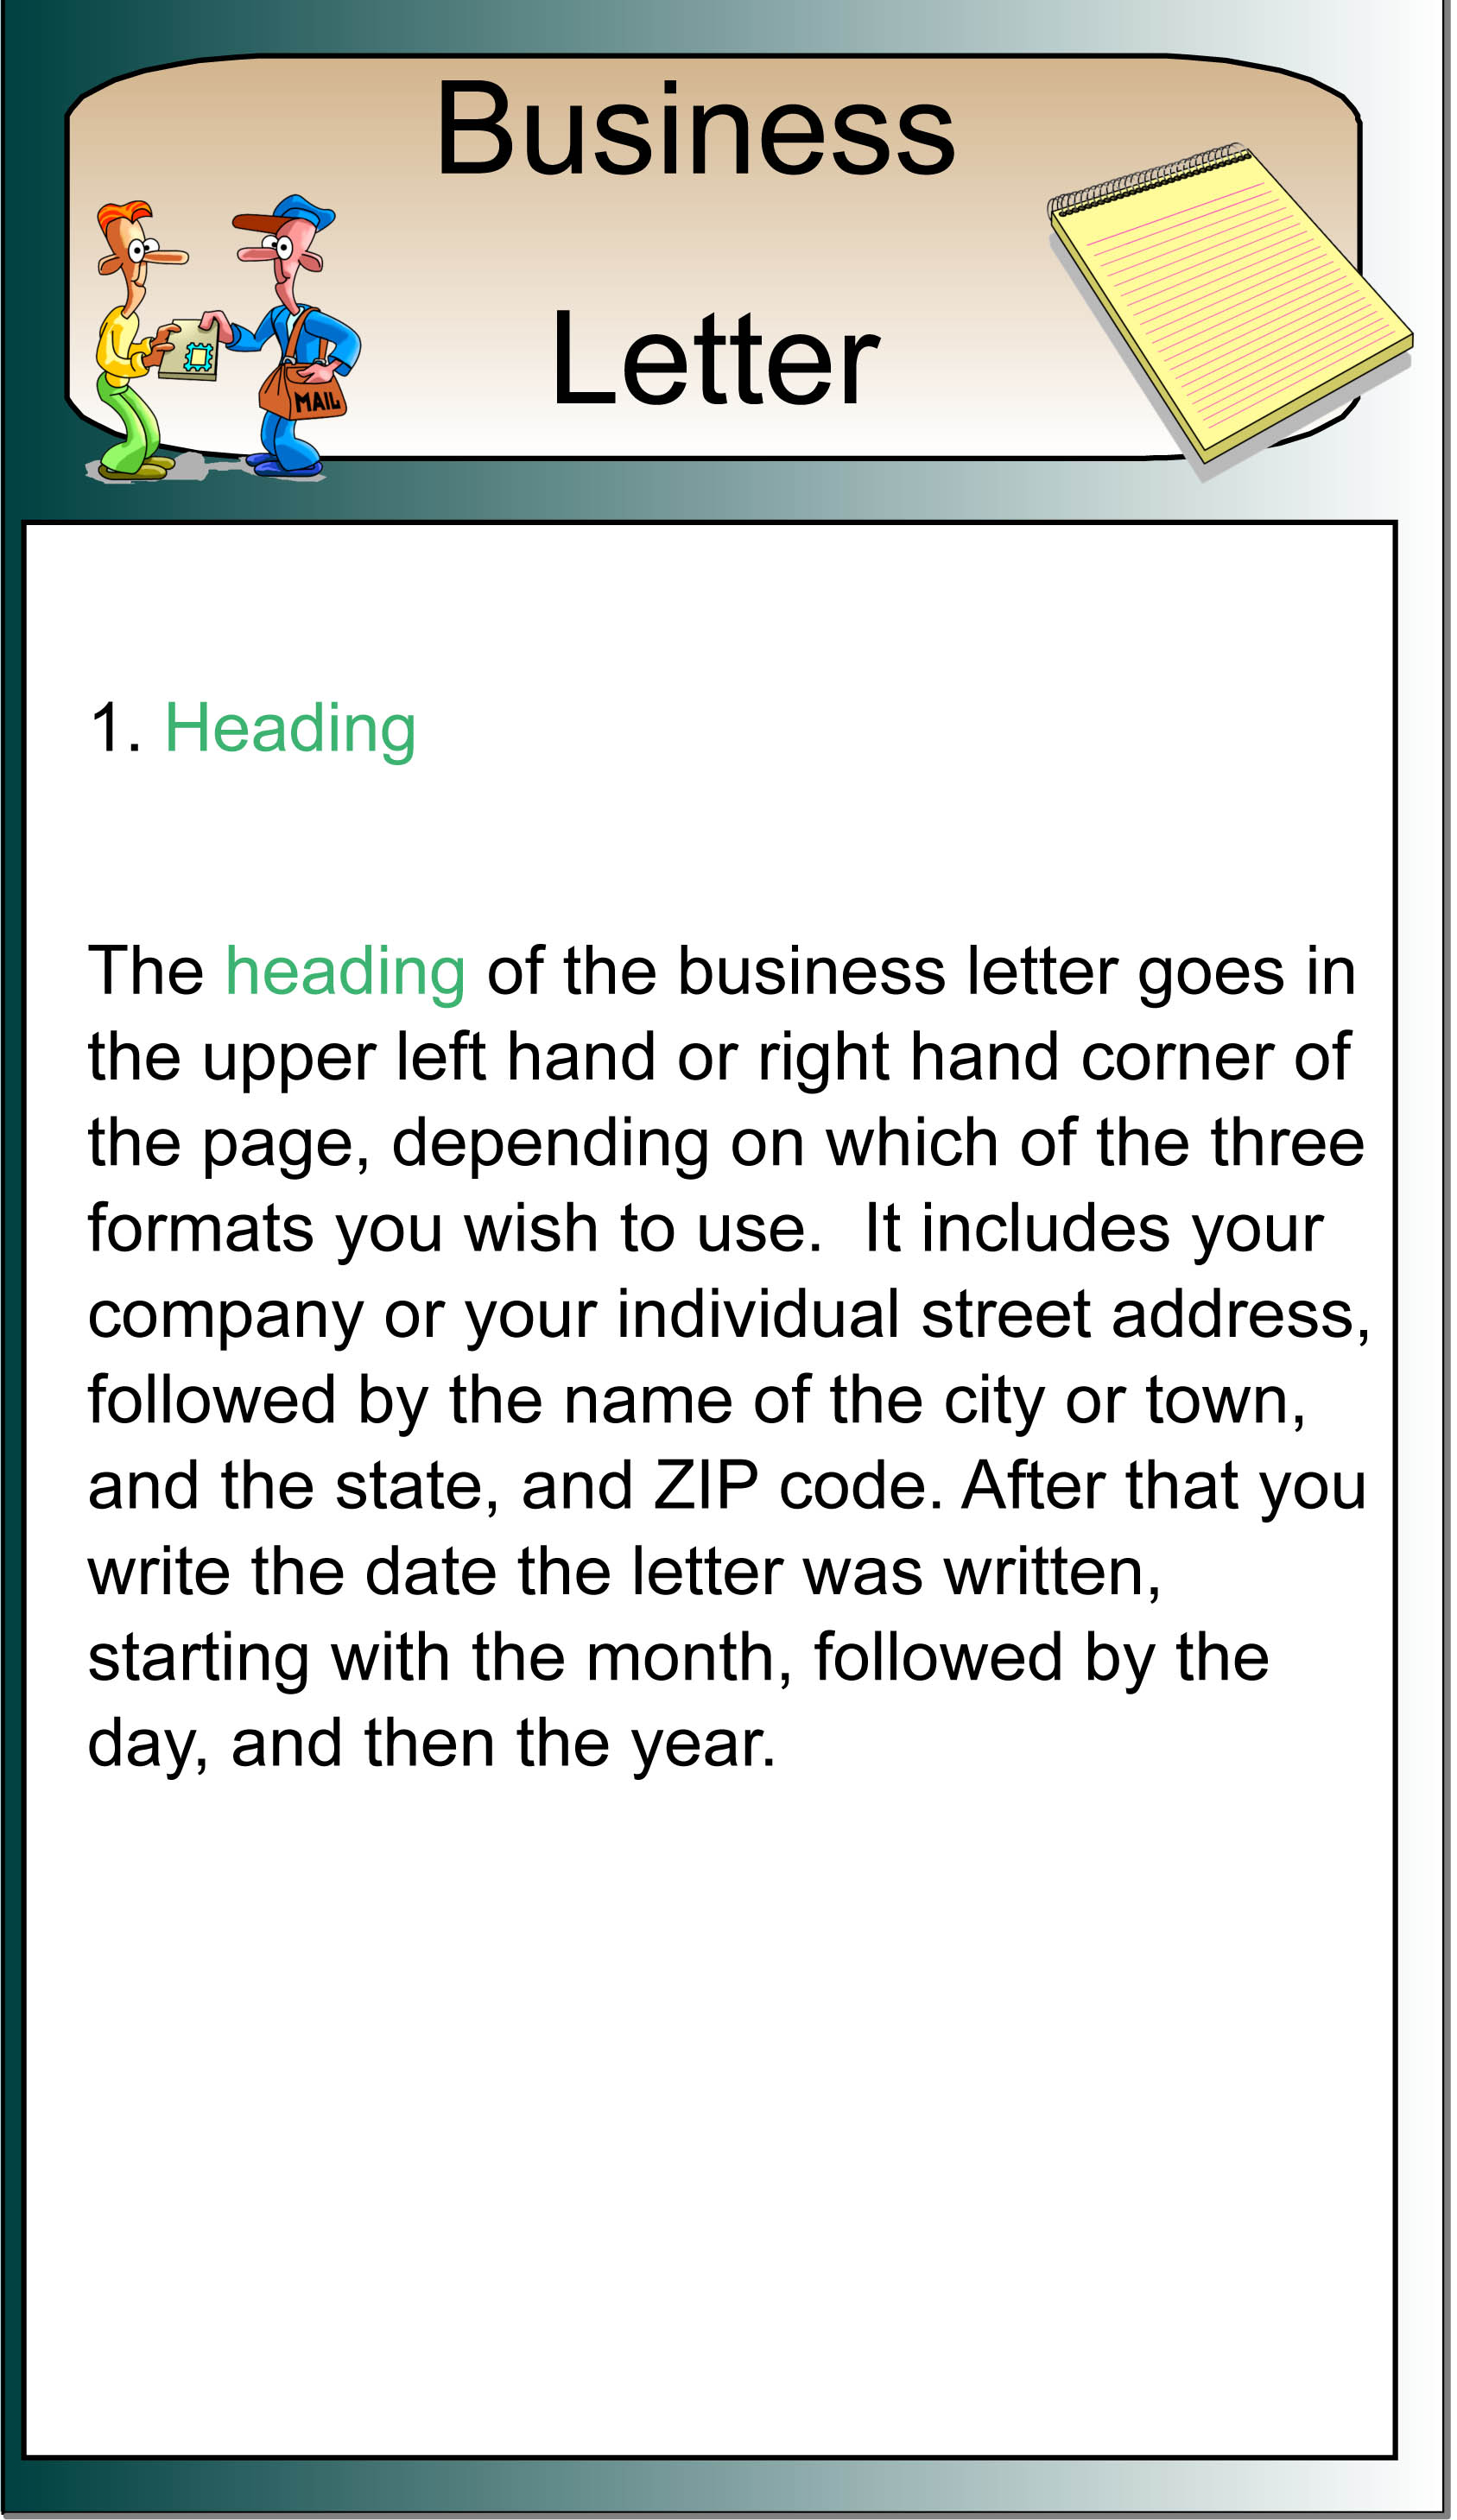 Business
Letter
MAIL
1. Heading
The heading of the business letter goes in
the upper left hand or right hand corner of
the page, depending on which of the three
formats you wish to use.  It includes your
company or your individual street address,
followed by the name of the city or town,
and the state, and ZIP code. After that you
write the date the letter was written,
starting with the month, followed by the
day, and then the year.